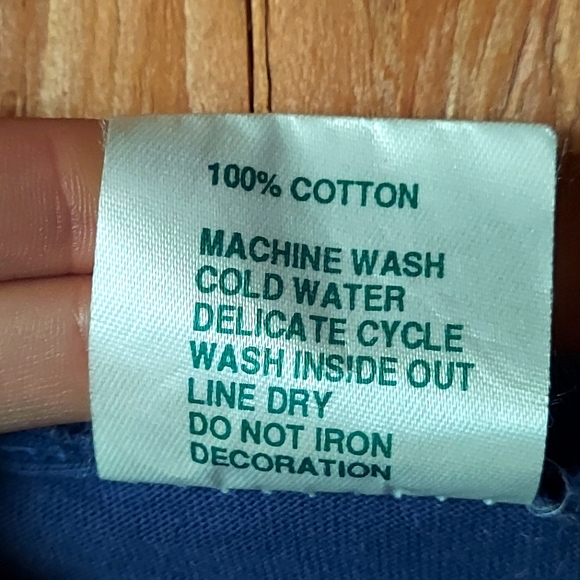 100% COTTON
MACHINE WASH
COLD WATER
DELICATE CYCLE
WASH INSIDE OUT
LINE DRY
DO NOT IRON
DECORATION